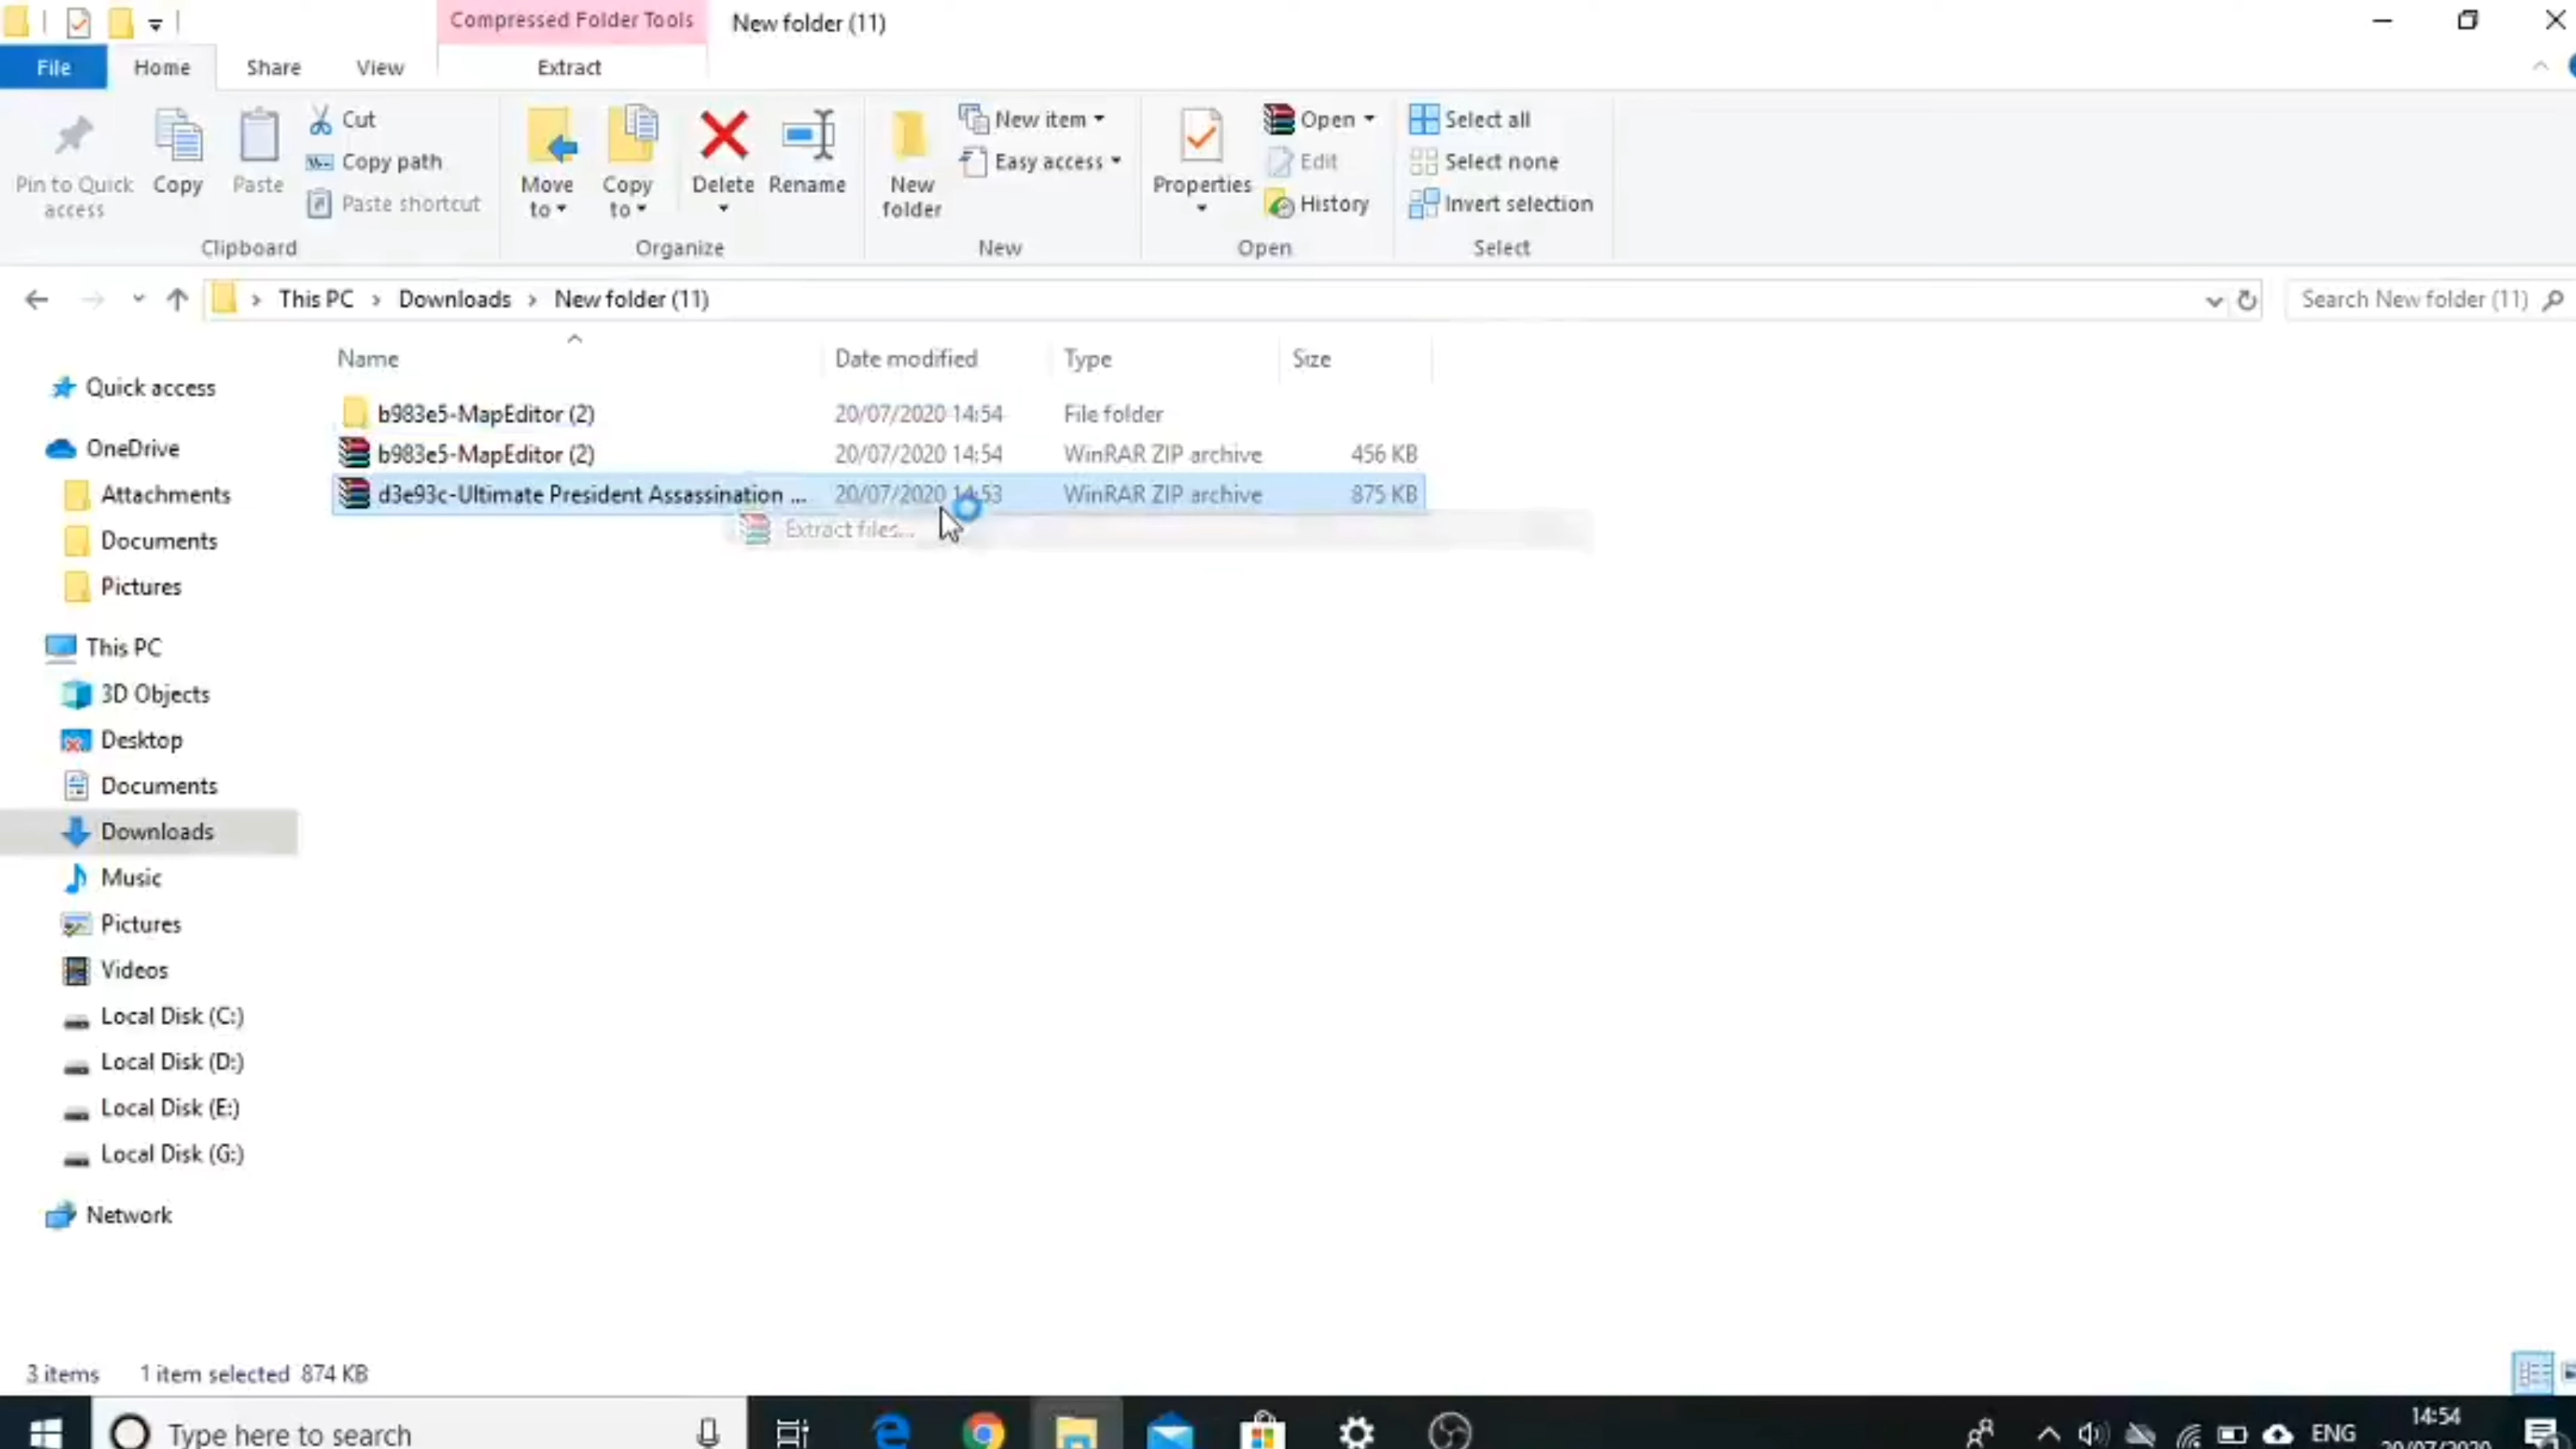 Compressed Folder Tools
New folder (11)
File
Home
Share
View
Extract
Pin to Quick access
Copy
Paste
Cut
Copy path
Paste shortcut
Clipboard
Move to
Copy to
Delete
Rename
Organize
New folder
New item
Easy access
New
Properties
Open
Edit
History
Open
Select all
Select none
Invert selection
Select
This PC > Downloads > New folder (11)
Search New folder (11)
Name
Date modified
Type
Size
b983e5-MapEditor (2) 20/07/2020 14:54 File folder
b983e5-MapEditor (2) 20/07/2020 14:54 WinRAR ZIP archive 456 KB
d3e93c-Ultimate President Assassination ... 20/07/2020 14:53 WinRAR ZIP archive 875 KB
Extract files...
Quick access
OneDrive
Attachments
Documents
Pictures
This PC
3D Objects
Desktop
Documents
Downloads
Music
Pictures
Videos
Local Disk (C:)
Local Disk (D:)
Local Disk (E:)
Local Disk (G:)
Network
3 items 1 item selected 874 KB
Type here to search
ENG
14:54
20/07/2020